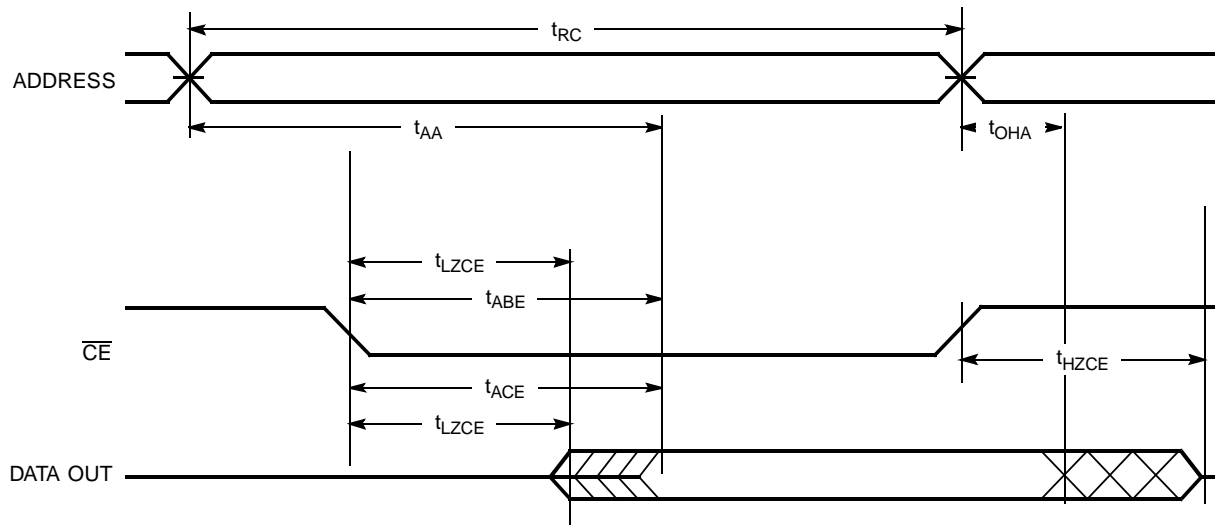 tRC
ADDRESS
tAA
tOHA
tLZCE
tABE
CE
tHZCE
tACE
tLZCE
DATA OUT